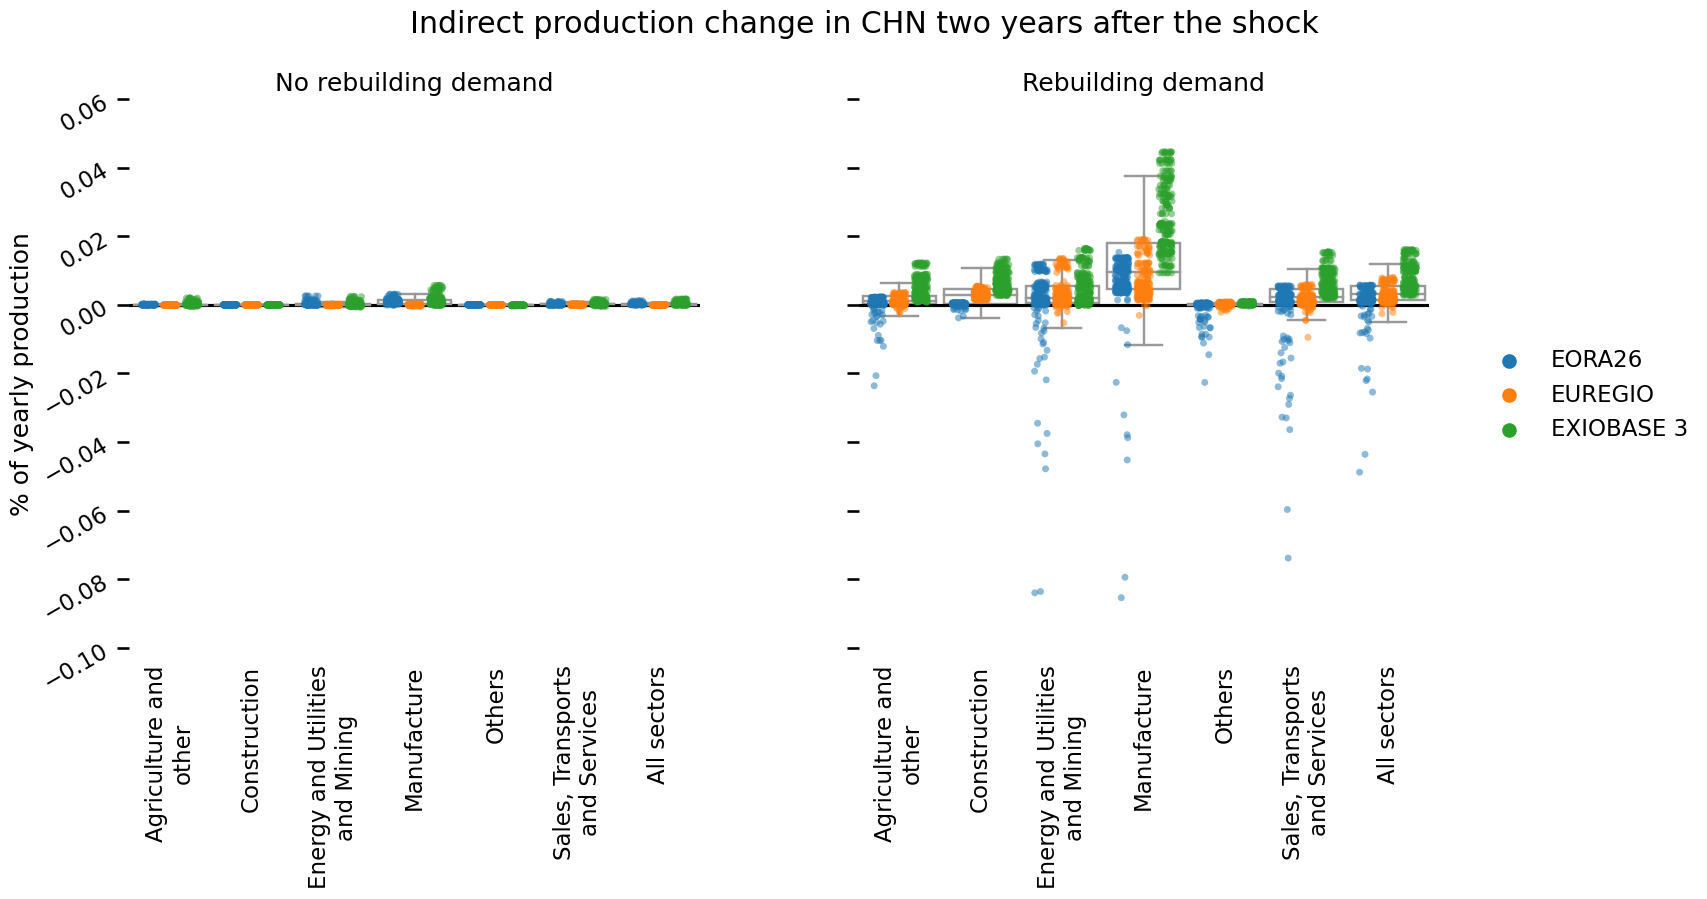 Indirect production change in CHN two years after the shock
No rebuilding demand
Rebuilding demand
% of yearly production
0.06
0.04
0.02
0.00
−0.02
−0.04
−0.06
−0.08
−0.10
Agriculture and
other
Construction
Energy and Utilities
and Mining
Manufacture
Others
Sales, Transports
and Services
All sectors
Agriculture and
other
Construction
Energy and Utilities
and Mining
Manufacture
Others
Sales, Transports
and Services
All sectors
EORA26
EUREGIO
EXIOBASE 3